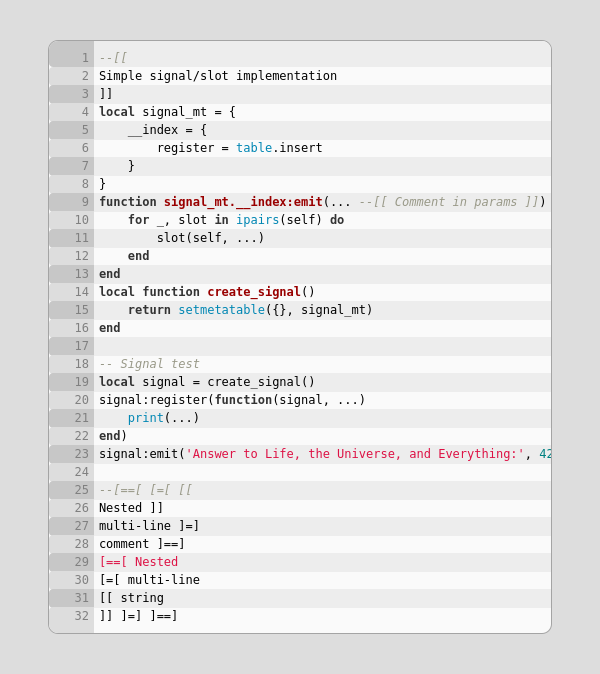 1 --[[
2 Simple signal/slot implementation
3 ]]
4 local signal_mt = {
5     __index = {
6         register = table.insert
7     }
8 }
9 function signal_mt.__index:emit(... --[[ Comment in params ]])
10     for _, slot in ipairs(self) do
11         slot(self, ...)
12     end
13 end
14 local function create_signal()
15     return setmetatable({}, signal_mt)
16 end
17
18 -- Signal test
19 local signal = create_signal()
20 signal:register(function(signal, ...)
21     print(...)
22 end)
23 signal:emit('Answer to Life, the Universe, and Everything:', 42
24
25 --[==[ [=[ [[
26 Nested ]]
27 multi-line ]=]
28 comment ]==]
29 [==[ Nested
30 [=[ multi-line
31 [[ string
32 ]] ]=] ]==]